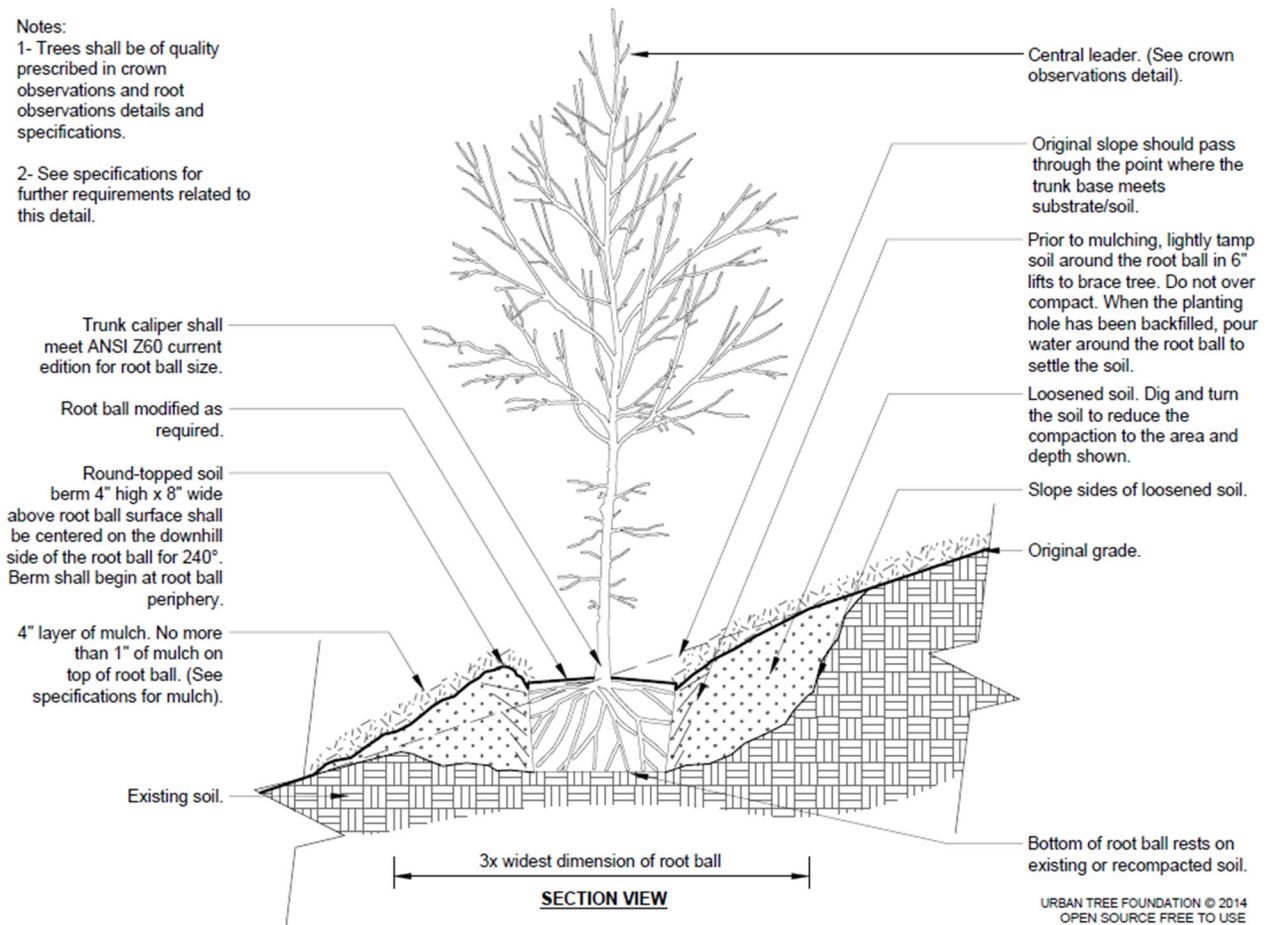 Notes:
1- Trees shall be of quality
prescribed in crown
observations and root
observations details and
specifications.
2- See specifications for
further requirements related to
this detail.
Trunk caliper shall
meet ANSI Z60 current
edition for root ball size.
Root ball modified as
required.
Round-topped soil
berm 4" high x 8" wide
above root ball surface shall
be centered on the downhill
side of the root ball for 240°.
Berm shall begin at root ball
periphery.
4" layer of mulch. No more
than 1" of mulch on
top of root ball. (See
specifications for mulch).
Existing soil.
Central leader. (See crown
observations detail).
Original slope should pass
through the point where the
trunk base meets
substrate/soil.
Prior to mulching, lightly tamp
soil around the root ball in 6"
lifts to brace tree. Do not over
compact. When the planting
hole has been backfilled, pour
water around the root ball to
settle the soil.
Loosened soil. Dig and turn
the soil to reduce the
compaction to the area and
depth shown.
Slope sides of loosened soil.
Original grade.
Bottom of root ball rests on
existing or recompacted soil.
3x widest dimension of root ball
SECTION VIEW
URBAN TREE FOUNDATION © 2014
OPEN SOURCE FREE TO USE